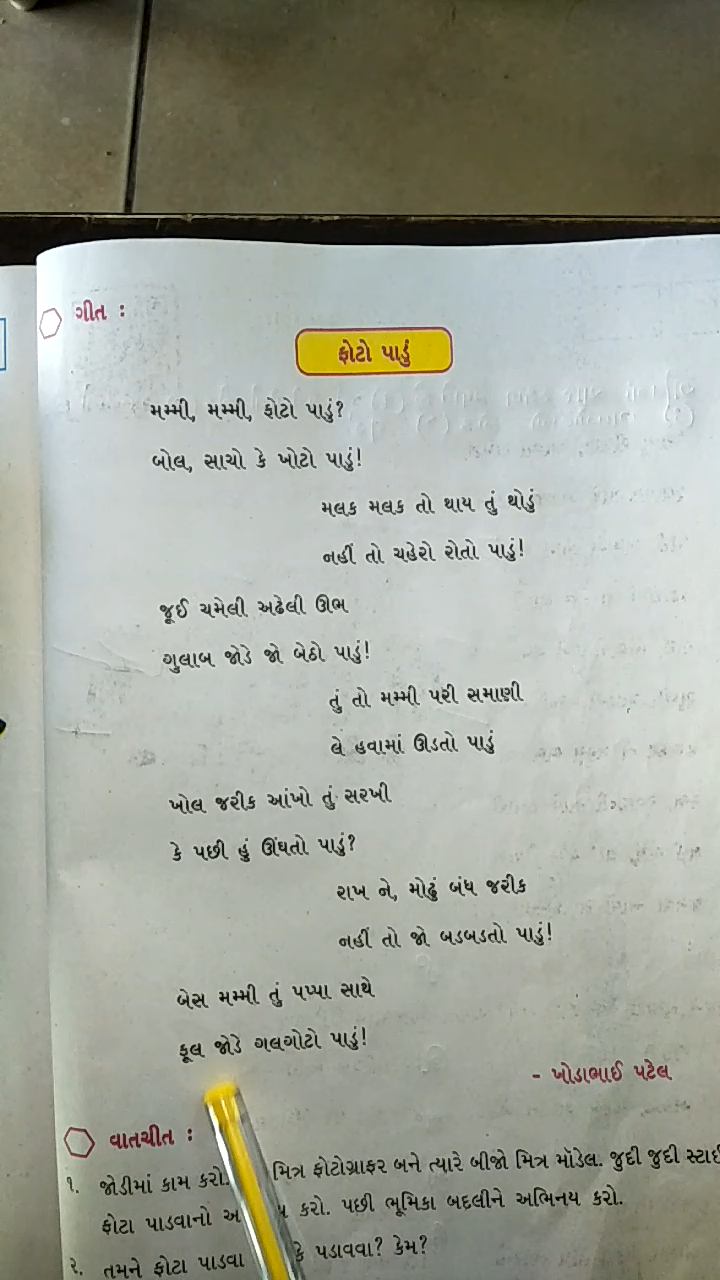 ગીત :
ફોટો પાડું
મમ્મી, મમ્મી, ફોટો પાડું?
બોલ, સાચો કે ખોટો પાડું!
મલક મલક તો થાય તું થોડું
નહીં તો ચહેરો રોતો પાડું!
જૂઈ ચમેલી અઢેલી ઊભ
ગુલાબ જોડે જો બેઠો પાડું!
તું તો મમ્મી પરી સમાણી
લે હવામાં ઊડતો પાડું
ખોલ જરીક આંખો તું સરખી
કે પછી હું ઊંઘતો પાડું?
રાખ ને, મોઢું બંધ જરીક
નહીં તો જો બડબડતો પાડું!
બેસ મમ્મી તું પપ્પા સાથે
ફૂલ જોડે ગલગોટો પાડું!
- ખોડાભાઈ પટેલ
વાતચીત :
૧. જોડીમાં કામ કરો. મિત્ર ફોટોગ્રાફર બને ત્યારે બીજો મિત્ર મૉડેલ. જુદી જુદી
ફોટા પાડવાનો કરો. પછી ભૂમિકા બદલીને અભિનય કરો.
૨. તમને ફોટા પાડવા કે પડાવવા? કેમ?